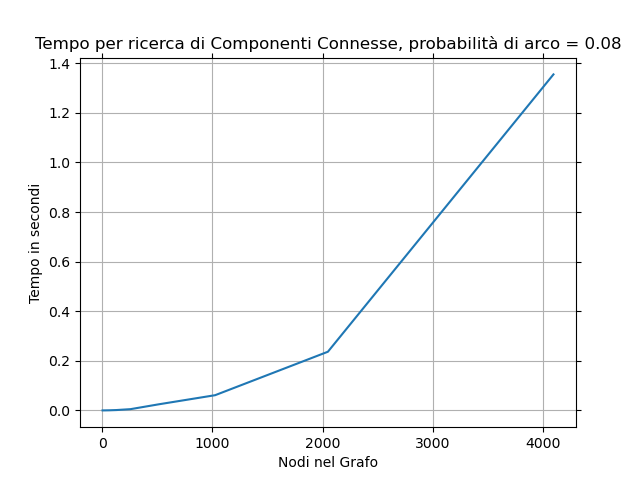 Tempo per ricerca di Componenti Connesse, probabilità di arco = 0.08
1.4
1.2
1.0
0.8
0.6
0.4
0.2
0.0
Tempo in secondi
0 1000 2000 3000 4000
Nodi nel Grafo